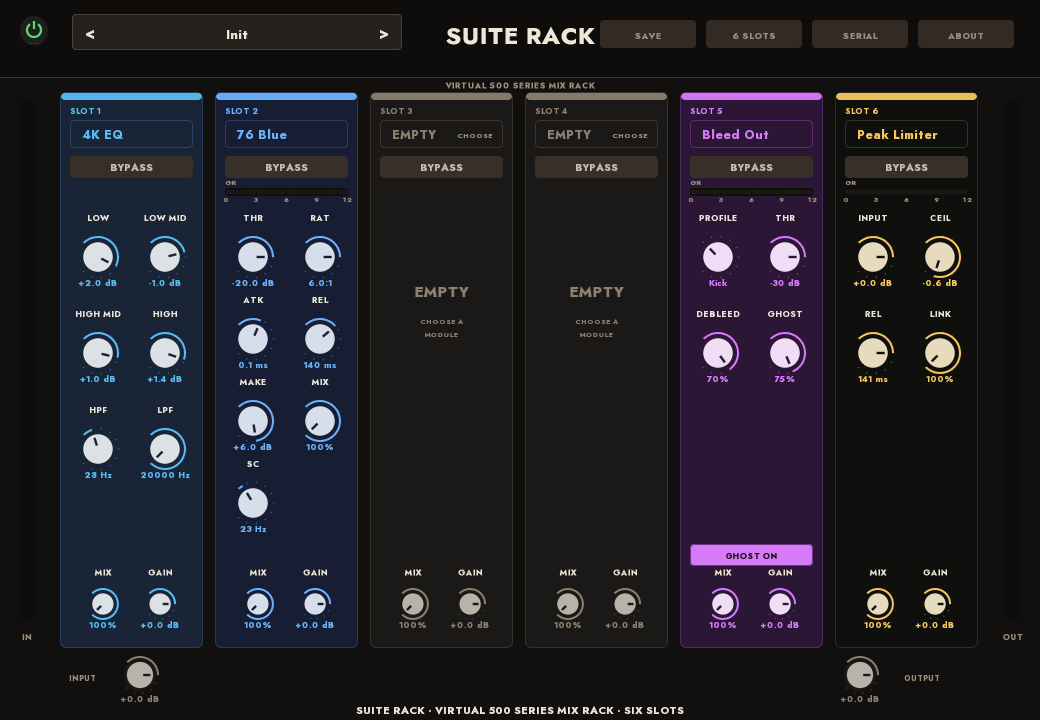 < Init >
SUITE RACK
SAVE
6 SLOTS
SERIAL
ABOUT
VIRTUAL 500 SERIES MIX RACK
SLOT 1
4K EQ
BYPASS
LOW LOW MID
+2.0 dB -1.0 dB
HIGH MID HIGH
+1.0 dB +1.4 dB
HPF LPF
28 Hz 20000 Hz
MIX GAIN
100% +0.0 dB
SLOT 2
76 Blue
BYPASS
GR
0 3 6 9 12
THR RAT
-20.0 dB 6.0:1
ATK REL
0.1 ms 140 ms
MAKE MIX
+6.0 dB 100%
SC
23 Hz
MIX GAIN
100% +0.0 dB
SLOT 3
EMPTY CHOOSE
BYPASS
EMPTY
CHOOSE A
MODULE
MIX GAIN
100% +0.0 dB
SLOT 4
EMPTY CHOOSE
BYPASS
EMPTY
CHOOSE A
MODULE
MIX GAIN
100% +0.0 dB
SLOT 5
Bleed Out
BYPASS
GR
0 3 6 9 12
PROFILE THR
Kick -30 dB
DEBLEED GHOST
70% 75%
GHOST ON
MIX GAIN
100% +0.0 dB
SLOT 6
Peak Limiter
BYPASS
GR
0 3 6 9 12
INPUT CEIL
+0.0 dB -0.6 dB
REL LINK
141 ms 100%
MIX GAIN
100% +0.0 dB
IN
OUT
INPUT
+0.0 dB
OUTPUT
+0.0 dB
SUITE RACK · VIRTUAL 500 SERIES MIX RACK · SIX SLOTS